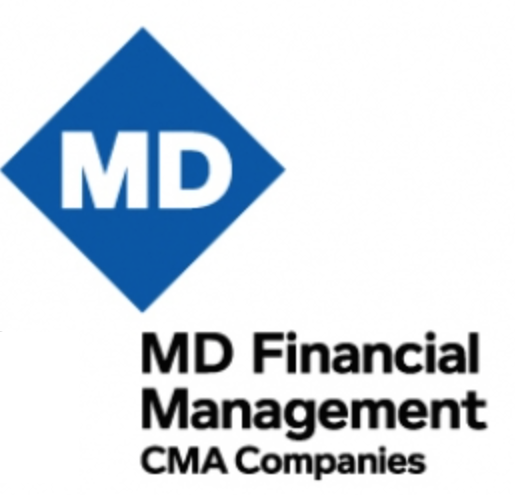 MD
MD Financial
Management
CMA Companies